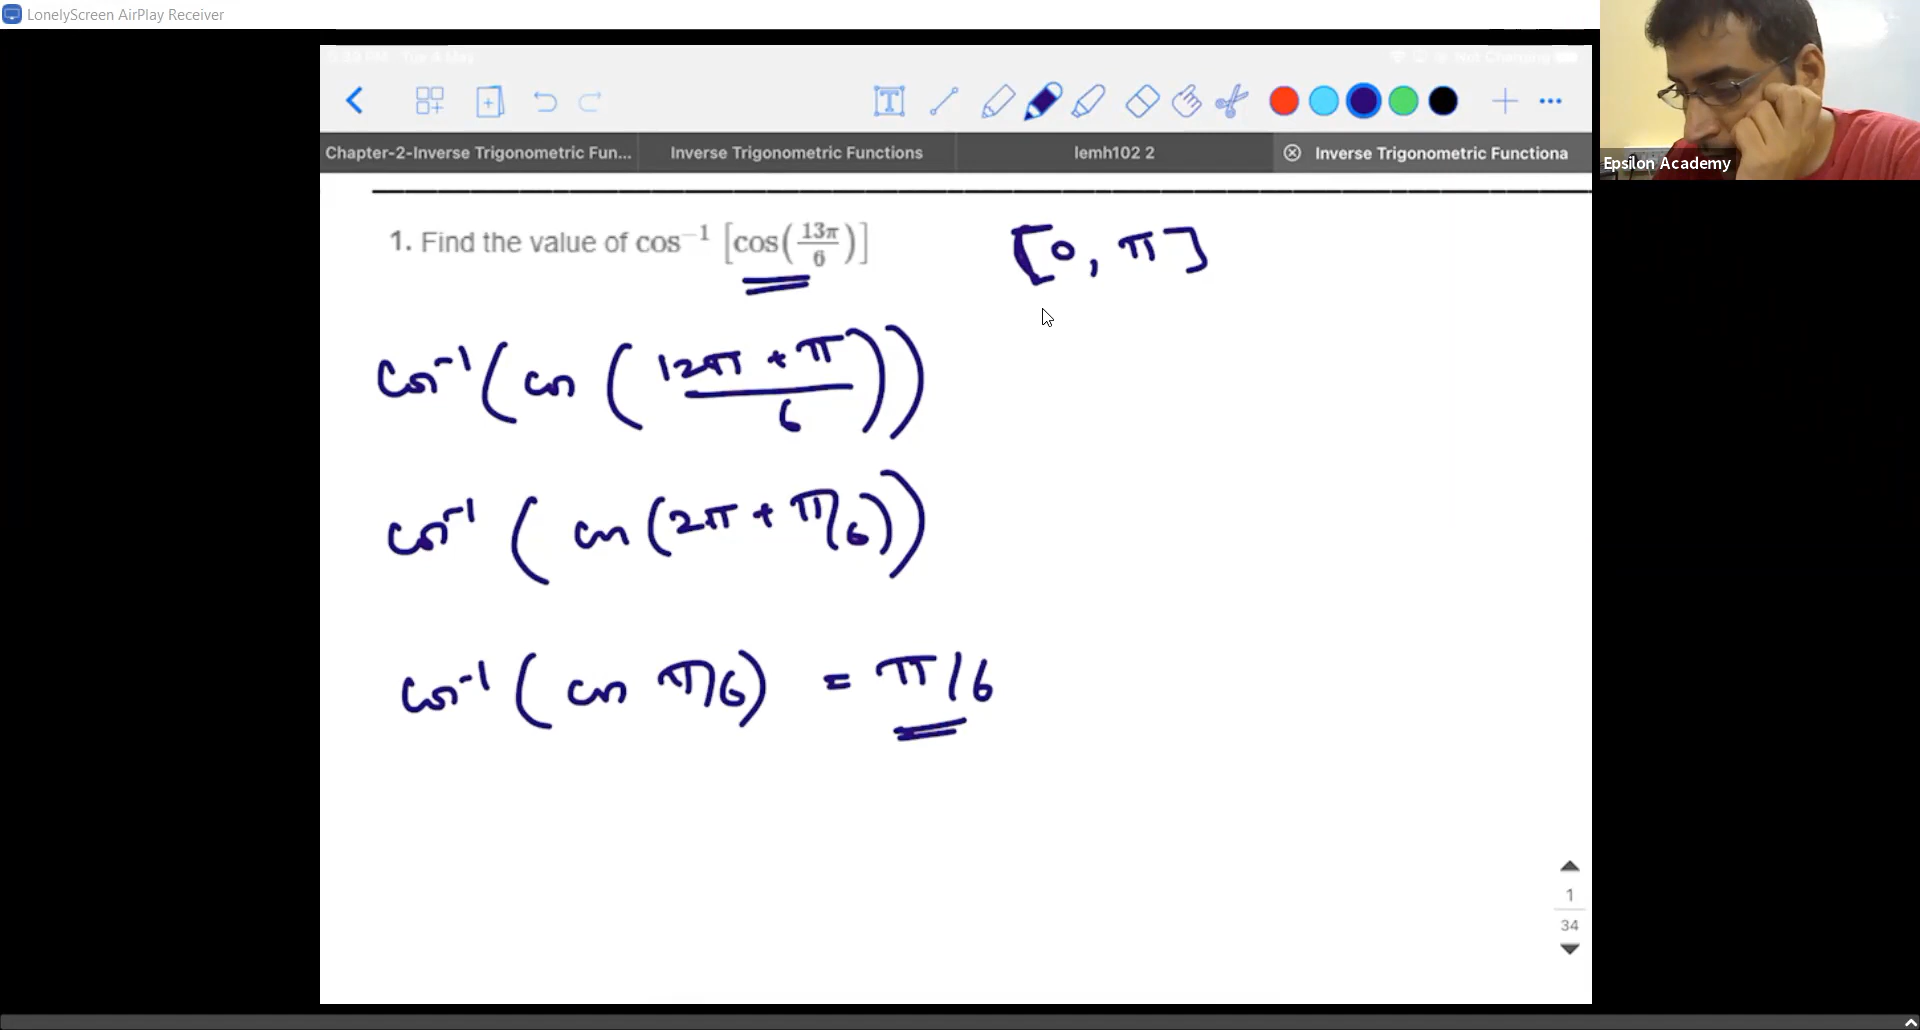 LonelyScreen AirPlay Receiver
Chapter-2-Inverse Trigonometric Fun...
Inverse Trigonometric Functions
lemh102 2
Inverse Trigonometric Functiona
Epsilon Academy
1. Find the value of cos⁻¹ [cos(13π/6)]
[0, π]
cos⁻¹(cos((12π + π)/6))
cos⁻¹(cos(2π + π/6))
cos⁻¹(cos π/6) = π/6
1
34